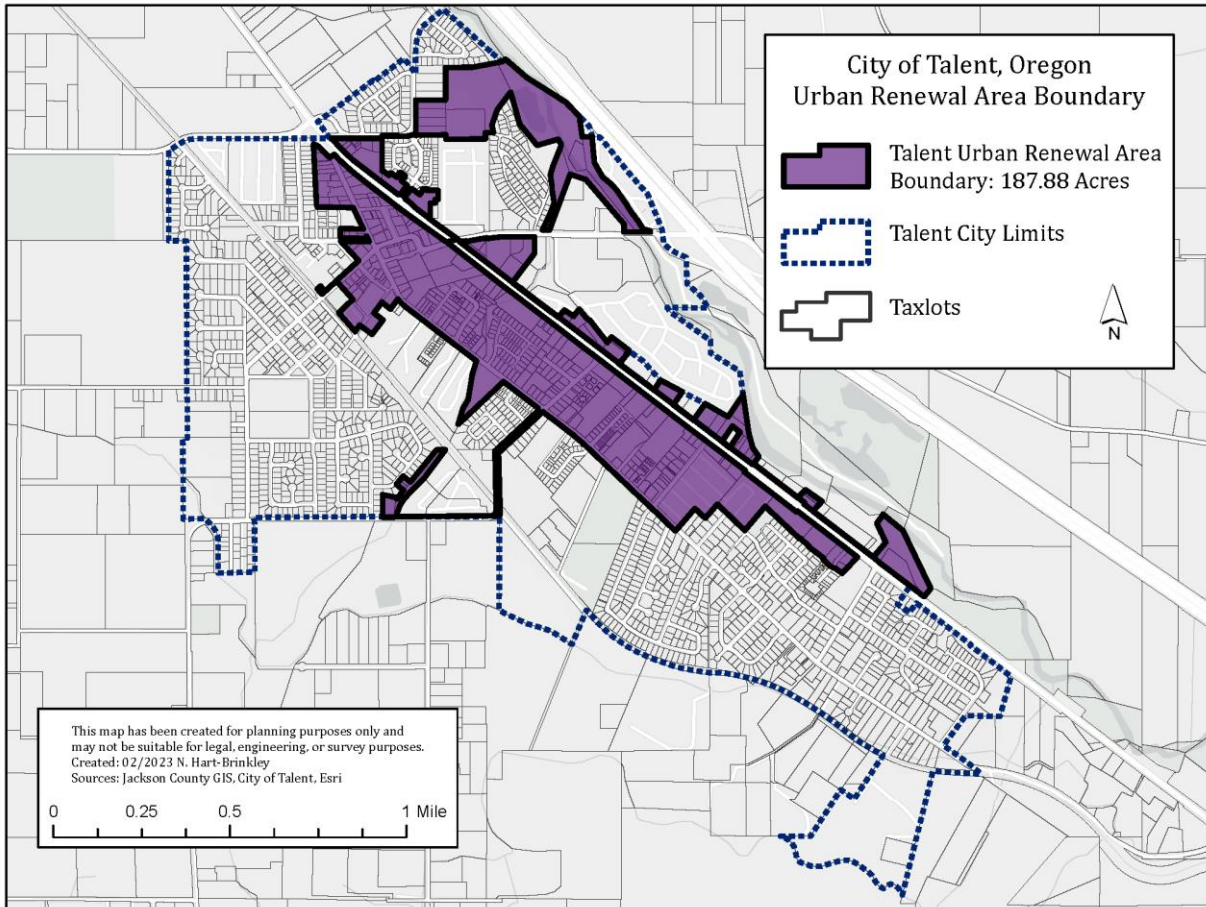 City of Talent, Oregon
Urban Renewal Area Boundary
Talent Urban Renewal Area
Boundary: 187.88 Acres
Talent City Limits
Taxlots
N
This map has been created for planning purposes only and
may not be suitable for legal, engineering, or survey purposes.
Created: 02/2023 N. Hart-Brinkley
Sources: Jackson County GIS, City of Talent, Esri
0 0.25 0.5 1 Mile